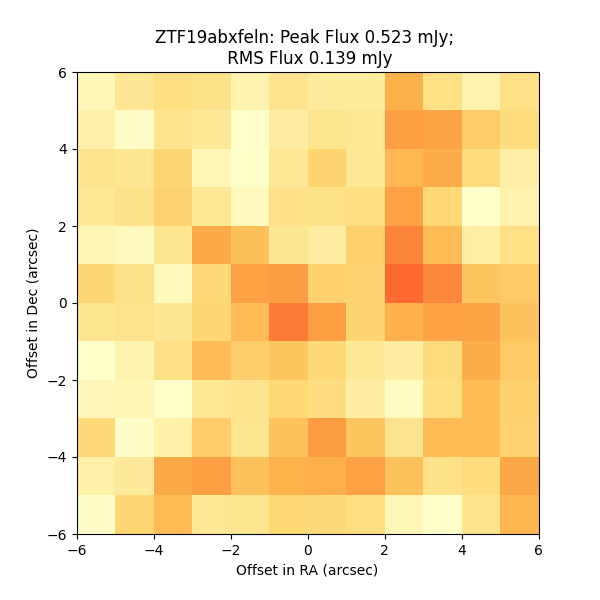 ZTF19abxfeln: Peak Flux 0.523 mJy;
RMS Flux 0.139 mJy
6
4
2
0
−2
−4
−6
Offset in Dec (arcsec)
−6 −4 −2 0 2 4 6
Offset in RA (arcsec)